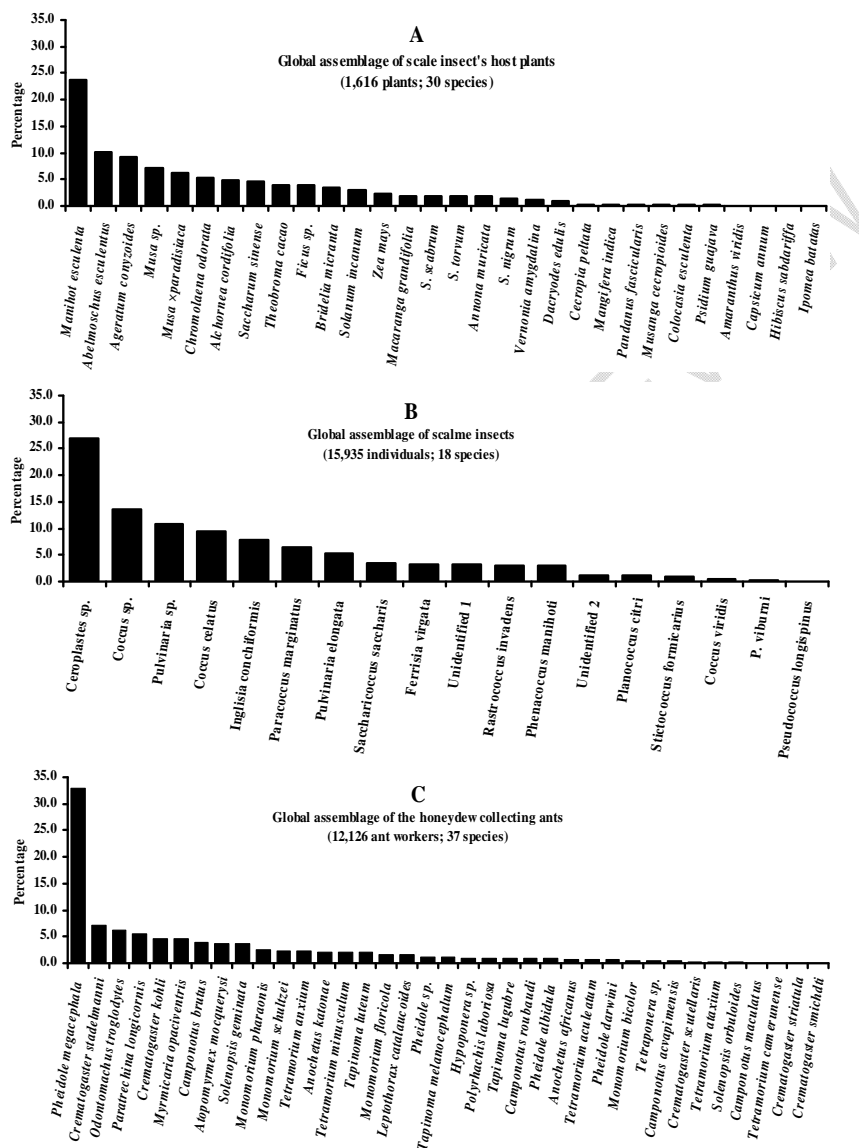 A
Global assemblage of scale insect's host plants
(1,616 plants; 30 species)
Percentage
35.0
30.0
25.0
20.0
15.0
10.0
5.0
0.0
Manihot esculenta
Abelmoschus esculentus
Ageratum conyzoides
Musa sp.
Musa ×paradisiaca
Chromolaena odorata
Alchornea cordifolia
Saccharum sinense
Theobroma cacao
Ficus sp.
Bridelia micranta
Solanum incanum
Zea mays
Macaranga grandifolia
S. scabrum
S. torvum
Annona muricata
S. nigrum
Vernonia amygdalina
Dacryodes edulis
Cecropia peltata
Mangifera indica
Pandanus fascicularis
Musanga cecropioides
Colocasia esculenta
Psidium guajava
Amaranthus viridis
Capsicum annum
Hibiscus sabdariffa
Ipomea batatas
B
Global assemblage of scalme insects
(15,935 individuals; 18 species)
Percentage
35.0
30.0
25.0
20.0
15.0
10.0
5.0
0.0
Ceroplastes sp.
Coccus sp.
Pulvinaria sp.
Coccus celatus
Inglisia conchiformis
Paracoccus marginatus
Pulvinaria elongata
Saccharicoccus saccharis
Ferrisia virgata
Unidentified 1
Rastrococcus invadens
Phenacoccus manihoti
Unidentified 2
Planococcus citri
Stictococcus formicarius
Coccus viridis
P. viburni
Pseudococcus longispinus
C
Global assemblage of the honeydew collecting ants
(12,126 ant workers; 37 species)
Percentage
35.0
30.0
25.0
20.0
15.0
10.0
5.0
0.0
Pheidole megacephala
Crematogaster stadelmanni
Odontomachus troglodytes
Paratrechina longicornis
Crematogaster kohli
Myrmicaria opaciventris
Camponotus brutus
Atopomyrmex mocquerysi
Solenopsis geminata
Monomorium pharaonis
Monomorium schultzei
Tetramorium anxium
Anochetus katonae
Tetramorium minusculum
Tapinoma luteum
Monomorium floricola
Leptothorax catalaucoides
Pheidole sp.
Tapinoma melanocephalum
Hypoponera sp.
Polyrhachis laboriosa
Tapinoma lugubre
Camponotus roubaudi
Pheidole albidula
Anochetus africanus
Tetramorium aculeatum
Pheidole darwini
Monomorium bicolor
Tetraponera sp.
Camponotus acvapimensis
Crematogaster scutellaris
Tetramorium ataxium
Solenopsis orbuloides
Camponotus maculatus
Tetramorium camerunense
Crematogaster striatula
Crematogaster smichdii